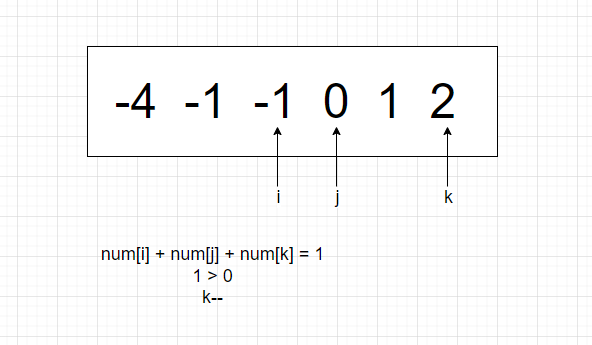 -4 -1 -1 0 1 2
i j k
num[i] + num[j] + num[k] = 1
1 > 0
k--